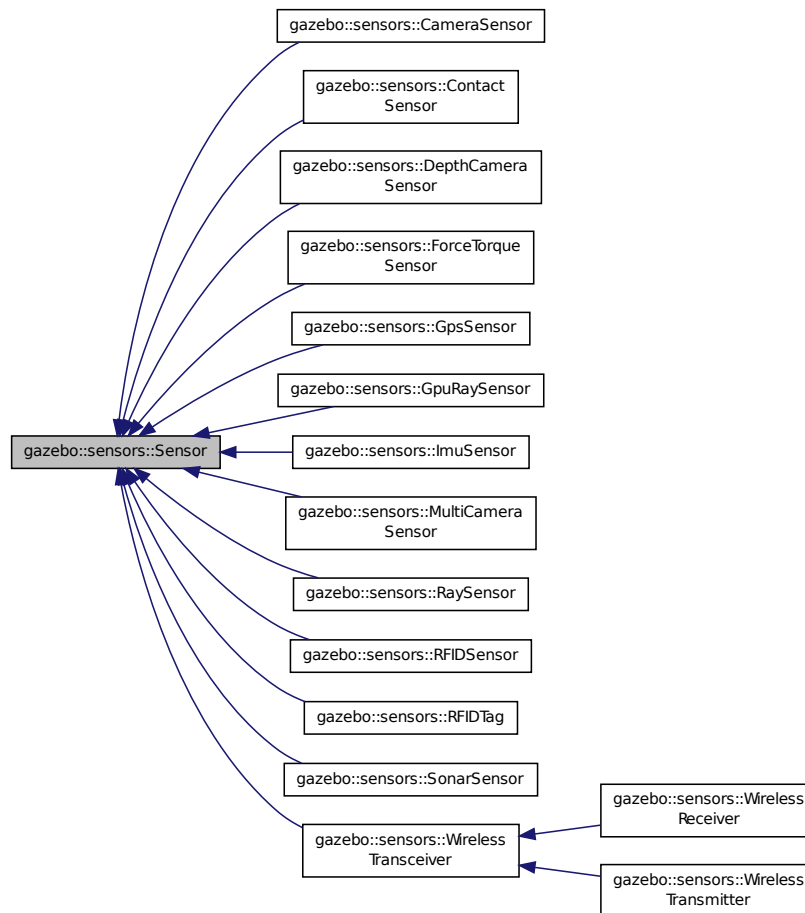 gazebo::sensors::CameraSensor
gazebo::sensors::Contact
Sensor
gazebo::sensors::DepthCamera
Sensor
gazebo::sensors::ForceTorque
Sensor
gazebo::sensors::GpsSensor
gazebo::sensors::GpuRaySensor
gazebo::sensors::Sensor
gazebo::sensors::ImuSensor
gazebo::sensors::MultiCamera
Sensor
gazebo::sensors::RaySensor
gazebo::sensors::RFIDSensor
gazebo::sensors::RFIDTag
gazebo::sensors::SonarSensor
gazebo::sensors::Wireless
Transceiver
gazebo::sensors::Wireless
Receiver
gazebo::sensors::Wireless
Transmitter